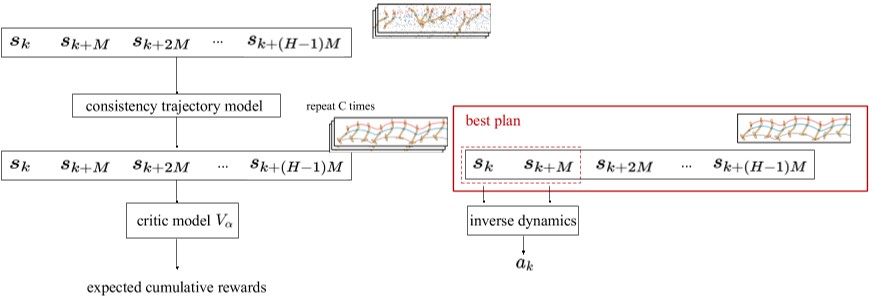 s_k s_{k+M} s_{k+2M} ... s_{k+(H−1)M}
consistency trajectory model
repeat C times
s_k s_{k+M} s_{k+2M} ... s_{k+(H−1)M}
critic model V_α
expected cumulative rewards
best plan
s_k s_{k+M} s_{k+2M} ... s_{k+(H−1)M}
inverse dynamics
a_k